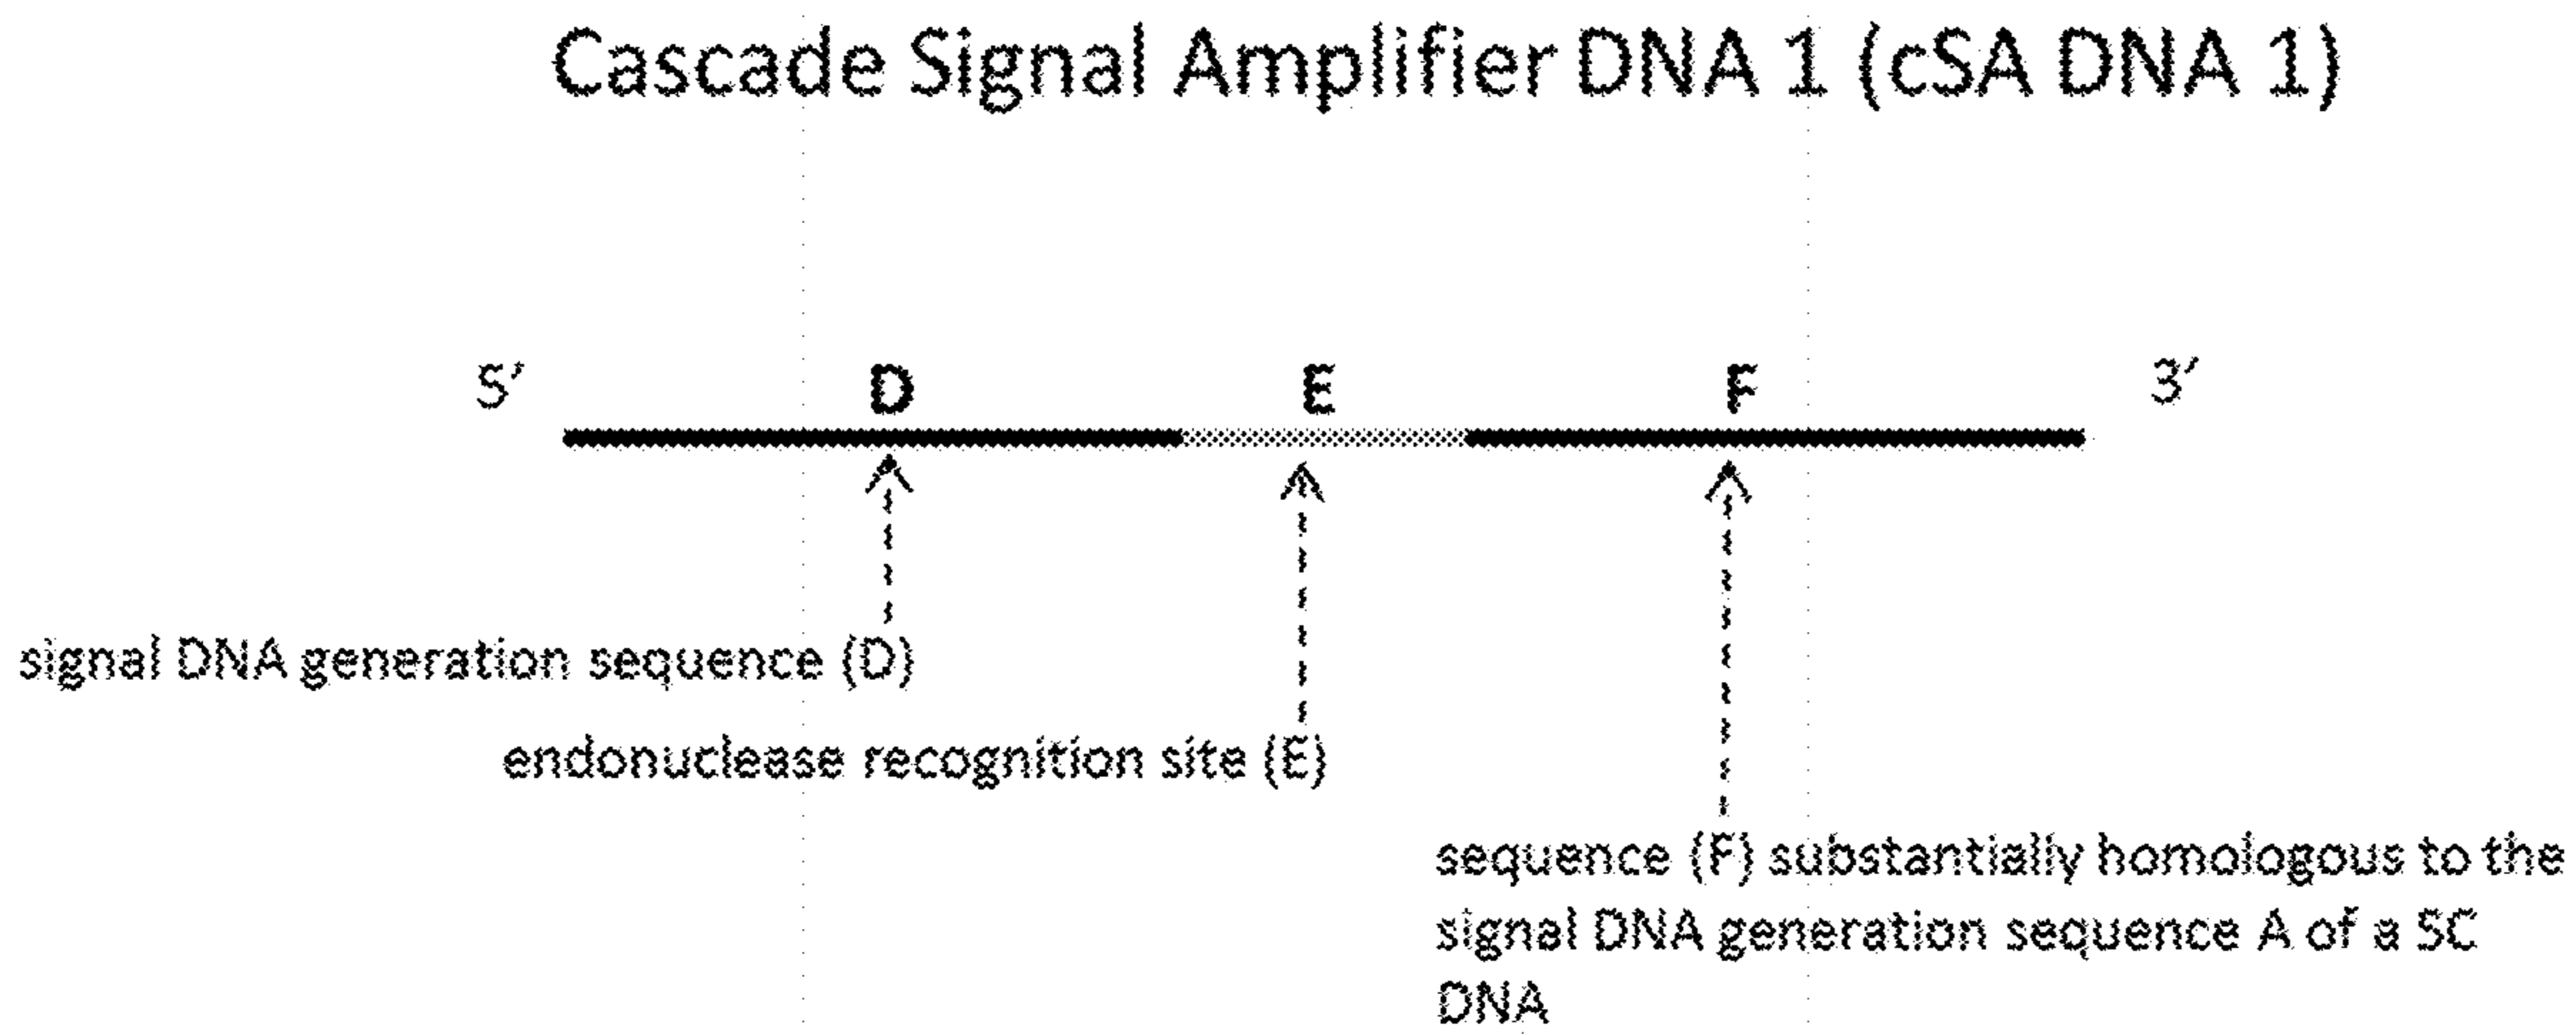 Cascade Signal Amplifier DNA 1 (cSA DNA 1)
5′ D E F 3′
signal DNA generation sequence (D)
endonuclease recognition site (E)
sequence (F) substantially homologous to the
signal DNA generation sequence A of a SC
DNA